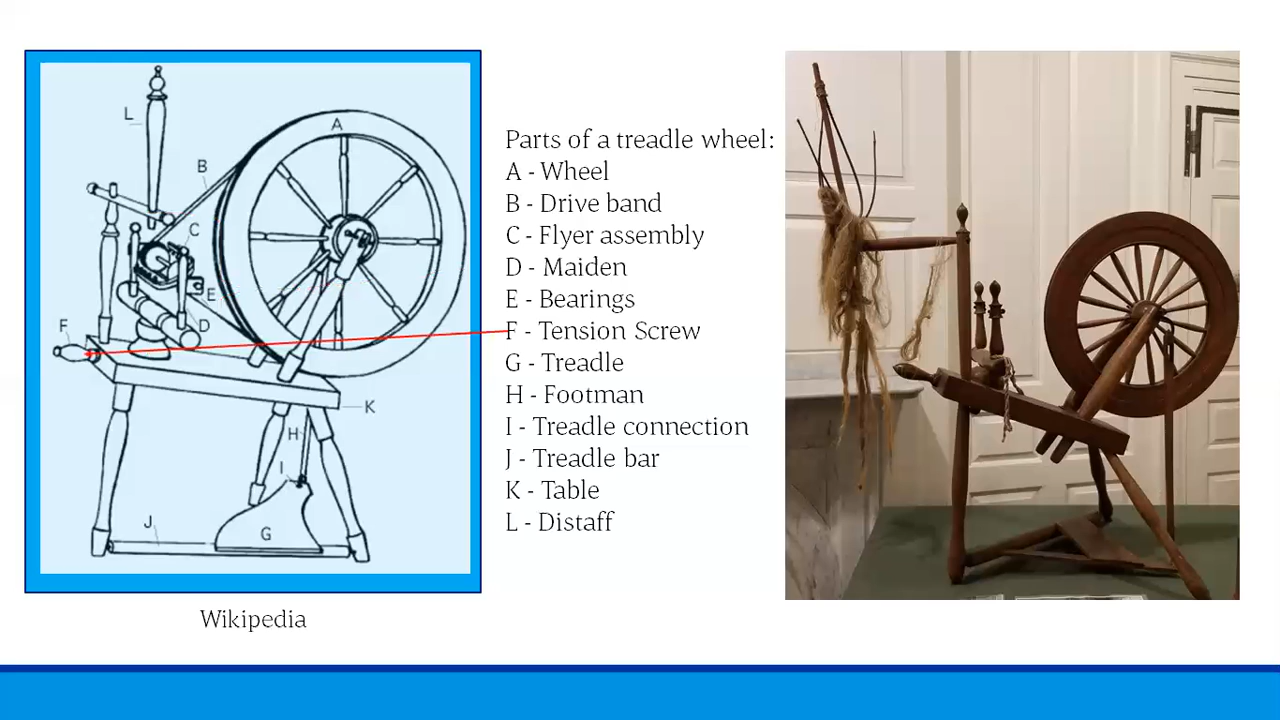 L
A
B
C
E
D
F
K
H
I
J
G
Wikipedia
Parts of a treadle wheel:
A - Wheel
B - Drive band
C - Flyer assembly
D - Maiden
E - Bearings
F - Tension Screw
G - Treadle
H - Footman
I - Treadle connection
J - Treadle bar
K - Table
L - Distaff